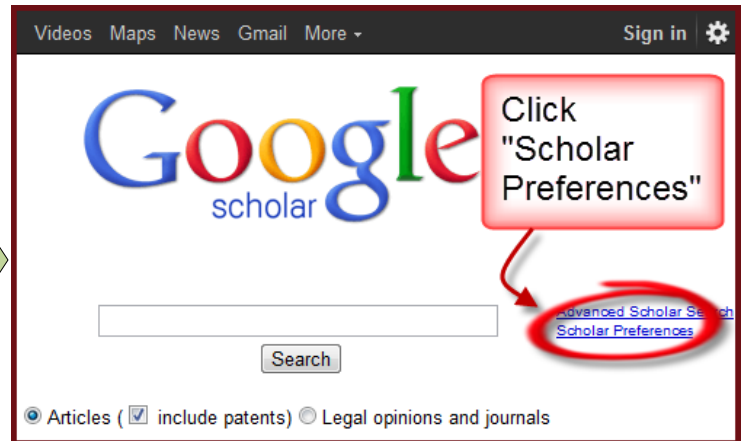 Videos Maps News Gmail More Sign in
Google
scholar
Click
"Scholar
Preferences"
Advanced Scholar Search
Scholar Preferences
Search
Articles ( include patents) Legal opinions and journals